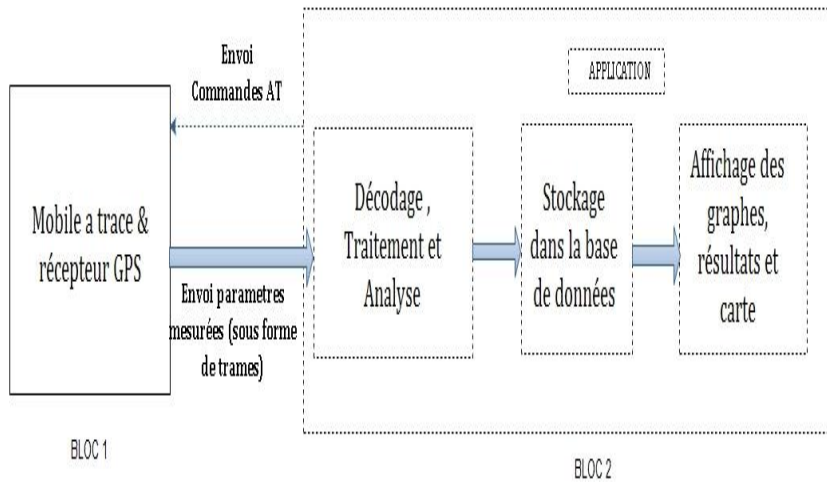 Envoi
Commandes AT
APPLICATION
Mobile a trace &
récepteur GPS
Envoi parametres
mesurées (sous forme
de trames)
Décodage ,
Traitement et
Analyse
Stockage
dans la base
de données
Affichage des
graphes,
résultats et
carte
BLOC 1
BLOC 2